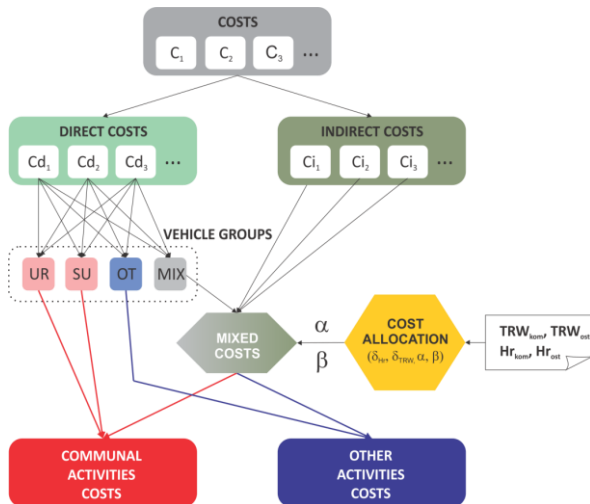 COSTS
C₁ C₂ C₃ ...
DIRECT COSTS
Cd₁ Cd₂ Cd₃ ...
INDIRECT COSTS
Ci₁ Ci₂ Ci₃ ...
VEHICLE GROUPS
UR SU OT MIX
MIXED
COSTS
α
β
COST
ALLOCATION
(δHr, δTRW, α, β)
TRWkom, TRWost
Hrkom, Hrost
COMMUNAL
ACTIVITIES
COSTS
OTHER
ACTIVITIES
COSTS